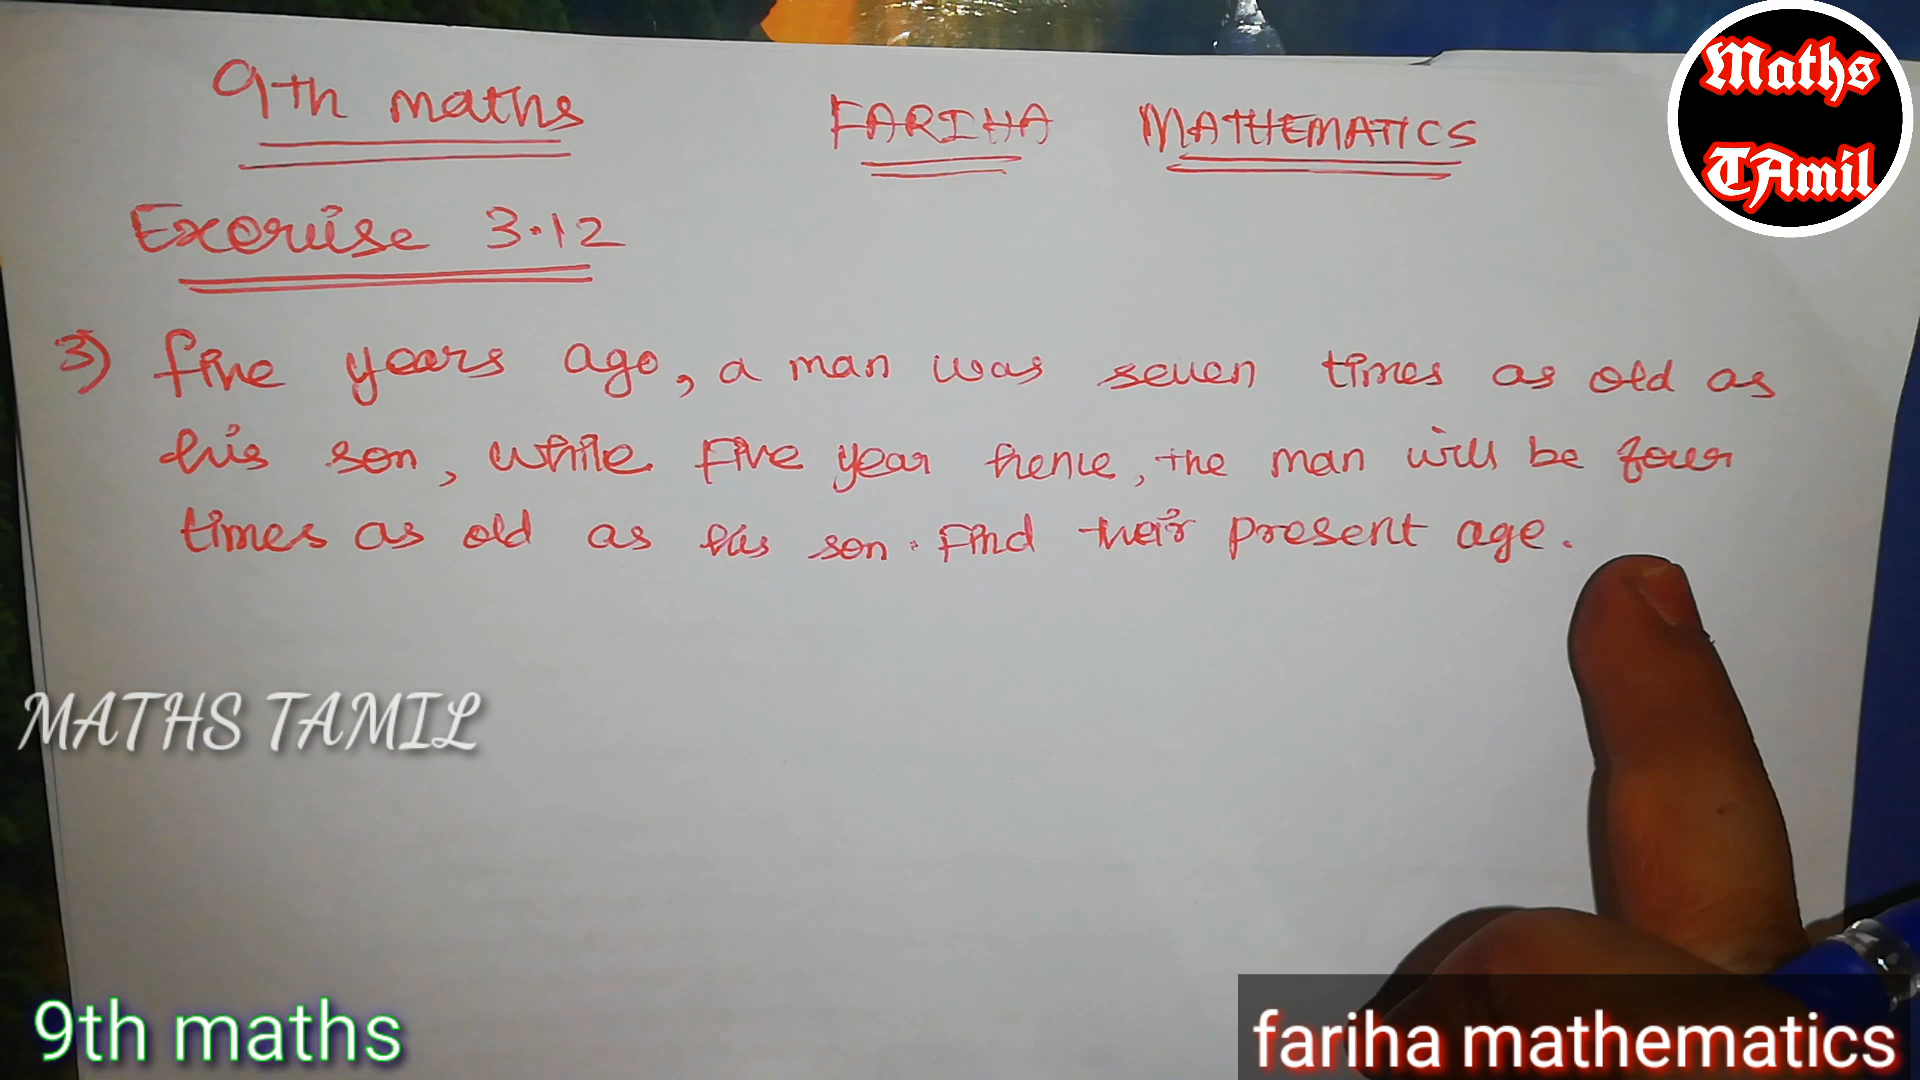 9th maths
FARIHA MATHEMATICS
Maths
TAmil
Exercise 3.12
3) five years ago, a man was seven times as old as
his son, while five year hence, the man will be four
times as old as his son. Find their present age.
MATHS TAMIL
9th maths
fariha mathematics